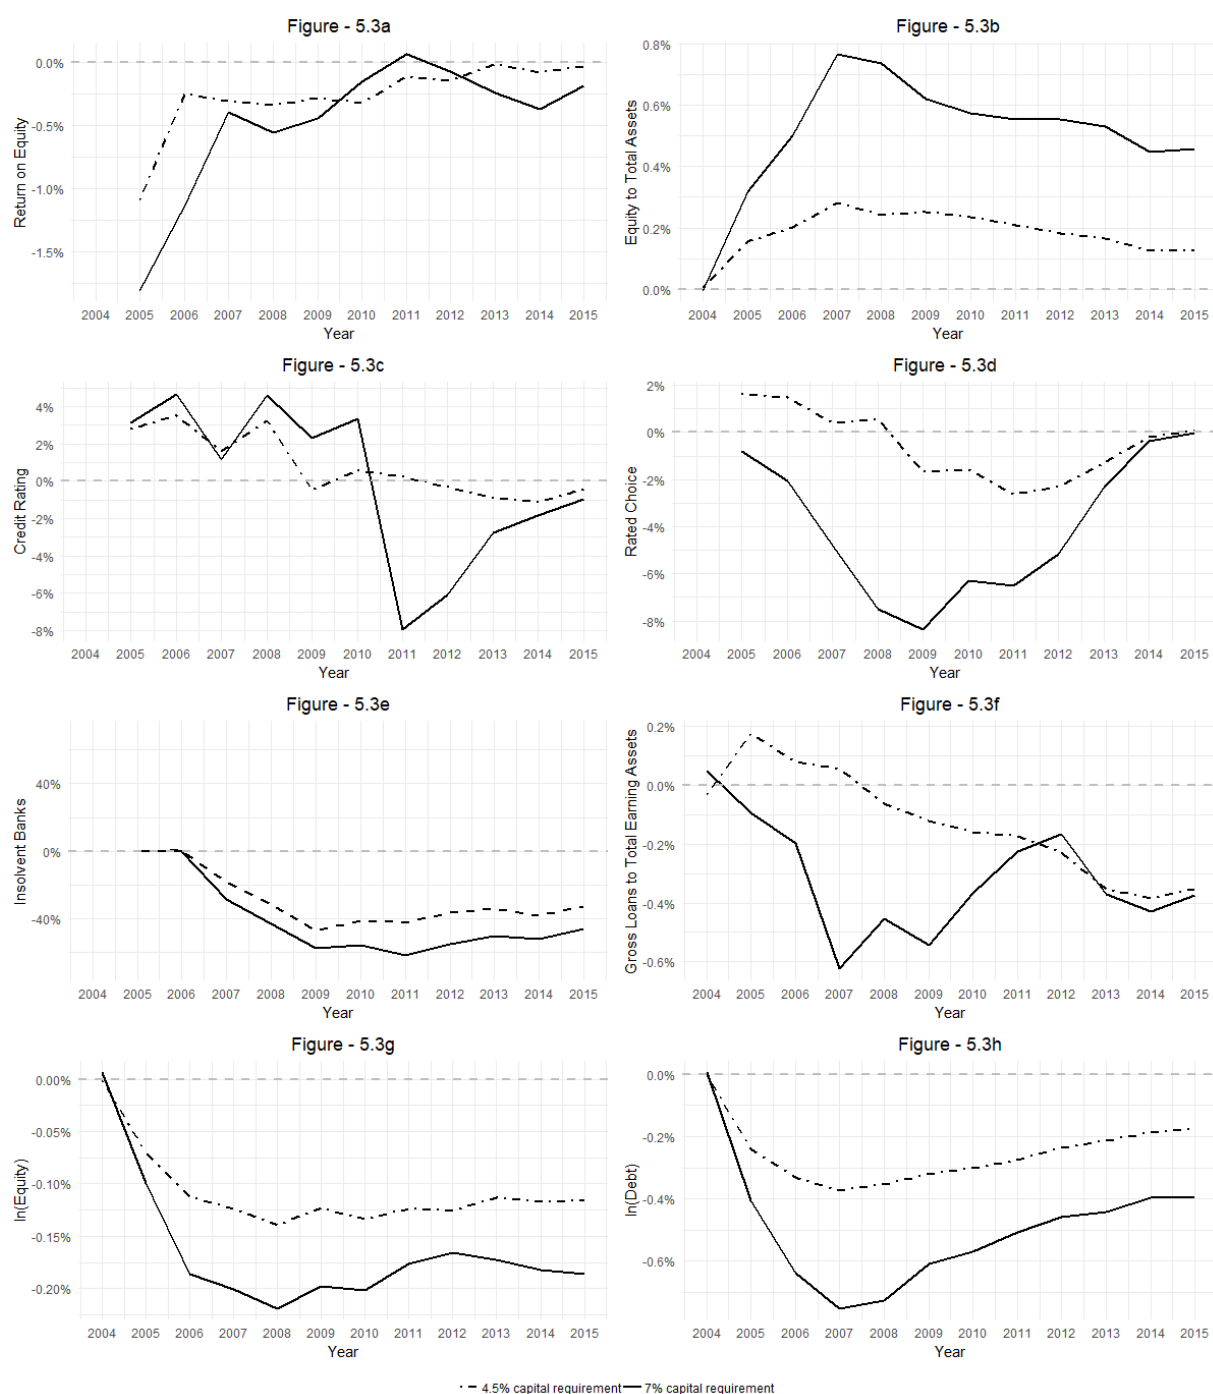 Figure - 5.3a
Return on Equity
0.0%
-0.5%
-1.0%
-1.5%
2004 2005 2006 2007 2008 2009 2010 2011 2012 2013 2014 2015
Year
Figure - 5.3b
Equity to Total Assets
0.8%
0.6%
0.4%
0.2%
0.0%
2004 2005 2006 2007 2008 2009 2010 2011 2012 2013 2014 2015
Year
Figure - 5.3c
Credit Rating
4%
2%
0%
-2%
-4%
-6%
-8%
2004 2005 2006 2007 2008 2009 2010 2011 2012 2013 2014 2015
Year
Figure - 5.3d
Rated Choice
2%
0%
-2%
-4%
-6%
-8%
2004 2005 2006 2007 2008 2009 2010 2011 2012 2013 2014 2015
Year
Figure - 5.3e
Insolvent Banks
40%
0%
-40%
2004 2005 2006 2007 2008 2009 2010 2011 2012 2013 2014 2015
Year
Figure - 5.3f
Gross Loans to Total Earning Assets
0.2%
0.0%
-0.2%
-0.4%
-0.6%
2004 2005 2006 2007 2008 2009 2010 2011 2012 2013 2014 2015
Year
Figure - 5.3g
ln(Equity)
0.00%
-0.05%
-0.10%
-0.15%
-0.20%
2004 2005 2006 2007 2008 2009 2010 2011 2012 2013 2014 2015
Year
Figure - 5.3h
ln(Debt)
0.0%
-0.2%
-0.4%
-0.6%
2004 2005 2006 2007 2008 2009 2010 2011 2012 2013 2014 2015
Year
4.5% capital requirement 7% capital requirement